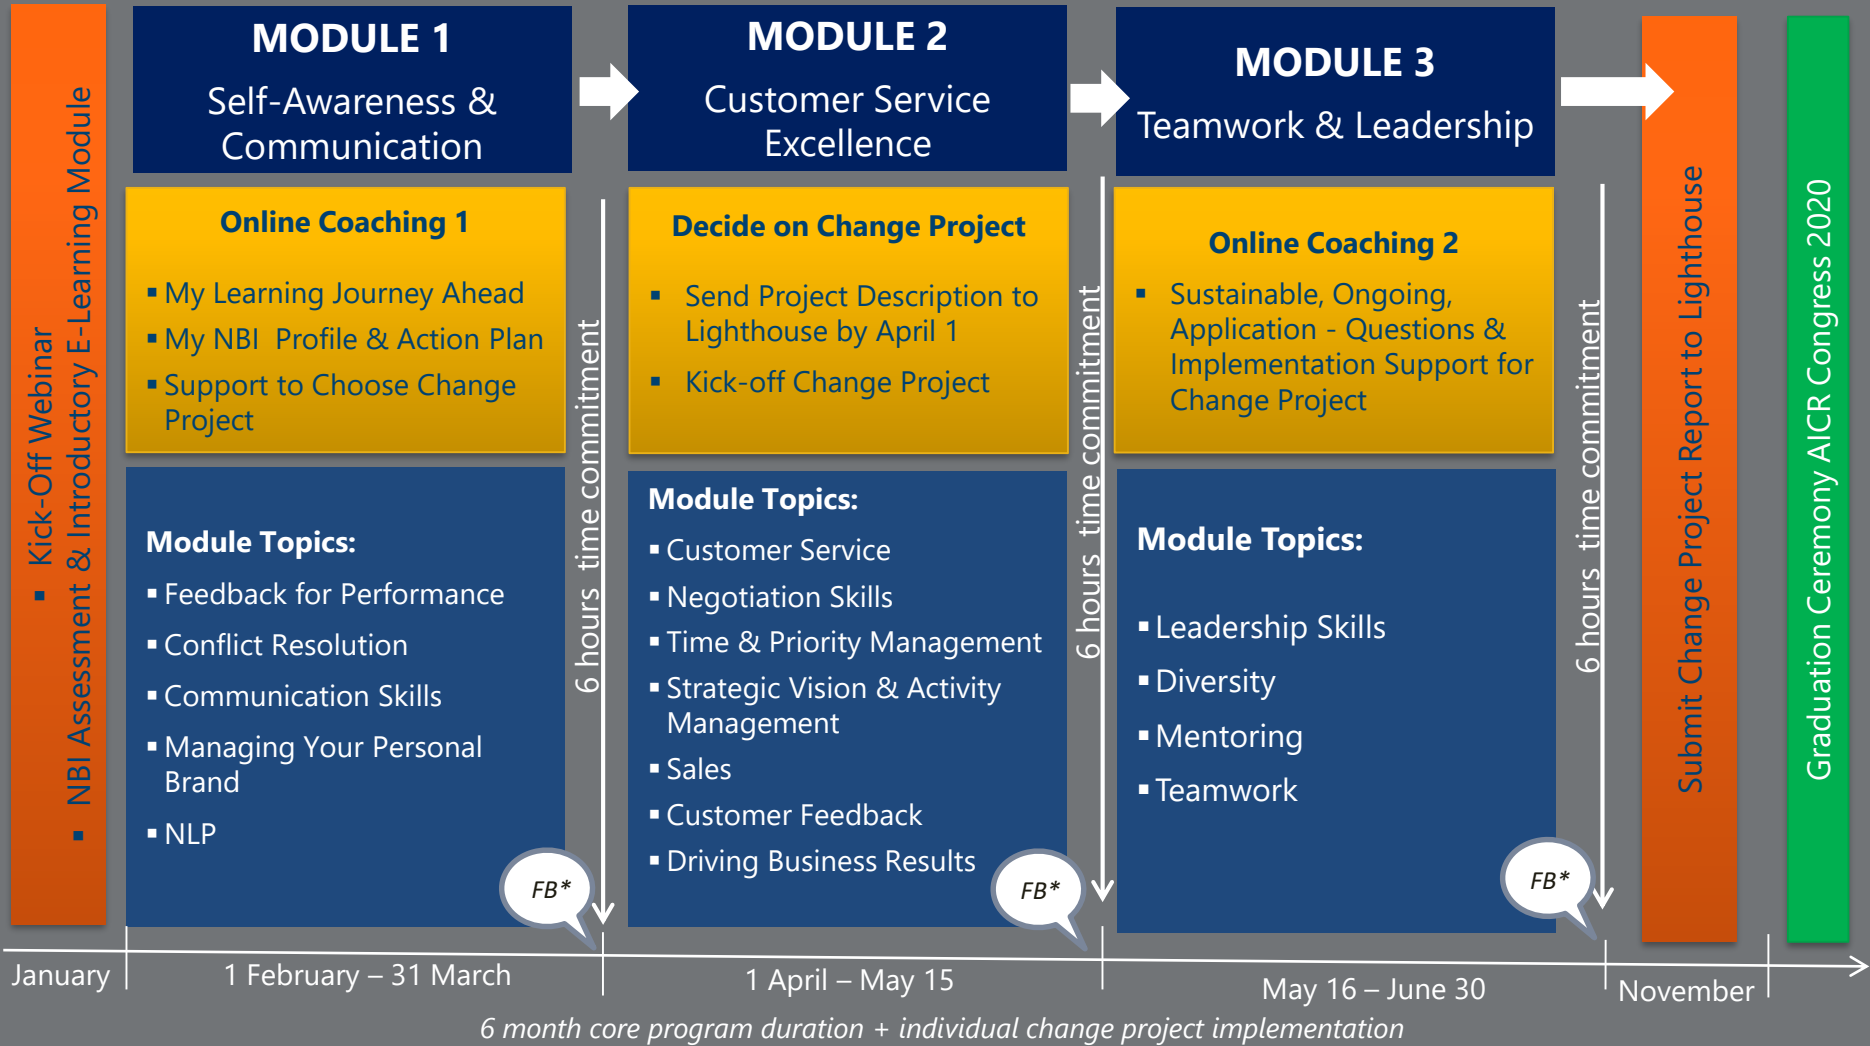 Kick-Off Webinar
NBI Assessment & Introductory E-Learning Module
MODULE 1
Self-Awareness &
Communication
Online Coaching 1
My Learning Journey Ahead
My NBI Profile & Action Plan
Support to Choose Change
Project
Module Topics:
Feedback for Performance
Conflict Resolution
Communication Skills
Managing Your Personal
Brand
NLP
FB*
6 hours time commitment
MODULE 2
Customer Service
Excellence
Decide on Change Project
Send Project Description to
Lighthouse by April 1
Kick-off Change Project
Module Topics:
Customer Service
Negotiation Skills
Time & Priority Management
Strategic Vision & Activity
Management
Sales
Customer Feedback
Driving Business Results
FB*
6 hours time commitment
MODULE 3
Teamwork & Leadership
Online Coaching 2
Sustainable, Ongoing,
Application - Questions &
Implementation Support for
Change Project
Module Topics:
Leadership Skills
Diversity
Mentoring
Teamwork
FB*
6 hours time commitment
Submit Change Project Report to Lighthouse
Graduation Ceremony AICR Congress 2020
January
1 February – 31 March
1 April – May 15
May 16 – June 30
November
6 month core program duration + individual change project implementation